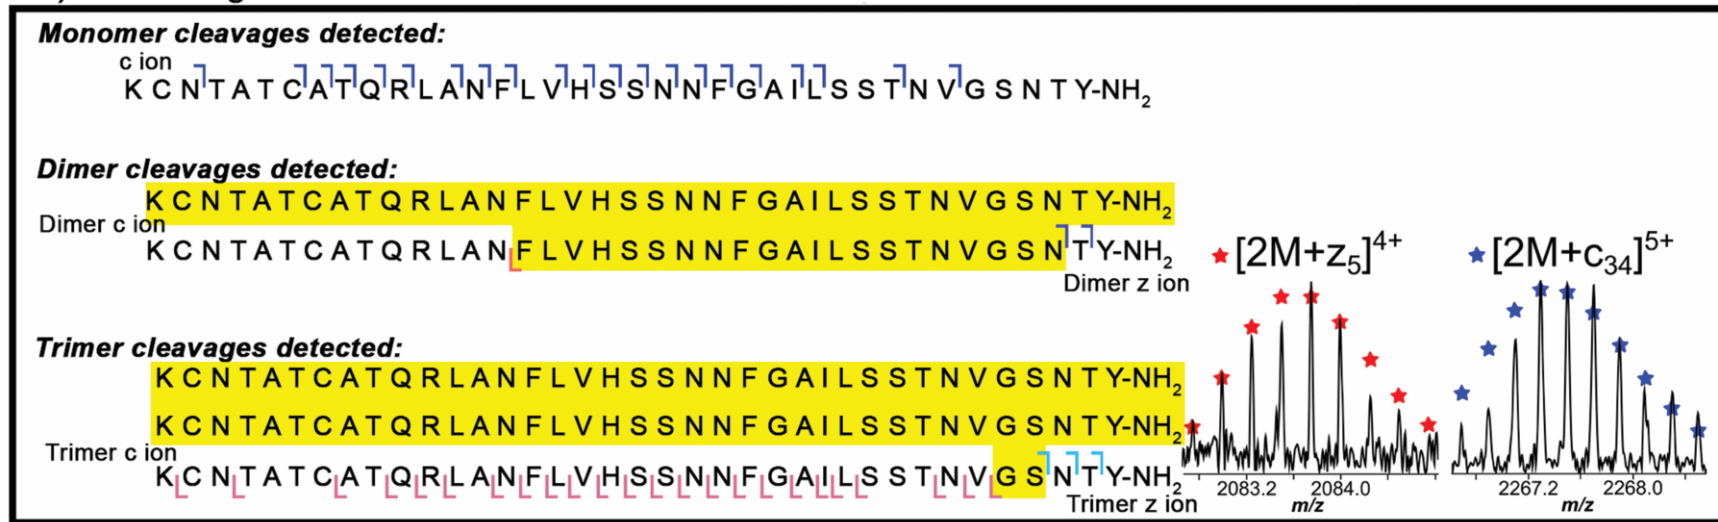 Monomer cleavages detected:
c ion
K C N T A T C A T Q R L A N F L V H S S N N F G A I L S S T N V G S N T Y-NH2
Dimer cleavages detected:
K C N T A T C A T Q R L A N F L V H S S N N F G A I L S S T N V G S N T Y-NH2
Dimer c ion
K C N T A T C A T Q R L A N F L V H S S N N F G A I L S S T N V G S N T Y-NH2
Dimer z ion
Trimer cleavages detected:
K C N T A T C A T Q R L A N F L V H S S N N F G A I L S S T N V G S N T Y-NH2
K C N T A T C A T Q R L A N F L V H S S N N F G A I L S S T N V G S N T Y-NH2
Trimer c ion
K C N T A T C A T Q R L A N F L V H S S N N F G A I L S S T N V G S N T Y-NH2
Trimer z ion
[2M+z5]4+
2083.2 2084.0
m/z
[2M+c34]5+
2267.2 2268.0
m/z